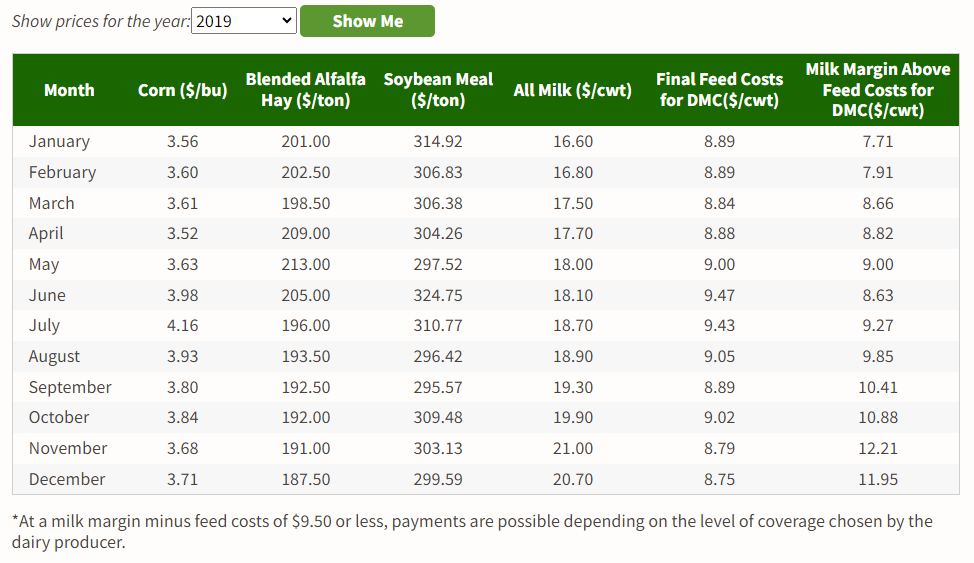 Show prices for the year: 2019 Show Me
Month Corn ($/bu) Blended Alfalfa Hay ($/ton) Soybean Meal ($/ton) All Milk ($/cwt) Final Feed Costs for DMC($/cwt) Milk Margin Above Feed Costs for DMC($/cwt)
January 3.56 201.00 314.92 16.60 8.89 7.71
February 3.60 202.50 306.83 16.80 8.89 7.91
March 3.61 198.50 306.38 17.50 8.84 8.66
April 3.52 209.00 304.26 17.70 8.88 8.82
May 3.63 213.00 297.52 18.00 9.00 9.00
June 3.98 205.00 324.75 18.10 9.47 8.63
July 4.16 196.00 310.77 18.70 9.43 9.27
August 3.93 193.50 296.42 18.90 9.05 9.85
September 3.80 192.50 295.57 19.30 8.89 10.41
October 3.84 192.00 309.48 19.90 9.02 10.88
November 3.68 191.00 303.13 21.00 8.79 12.21
December 3.71 187.50 299.59 20.70 8.75 11.95
*At a milk margin minus feed costs of $9.50 or less, payments are possible depending on the level of coverage chosen by the
dairy producer.